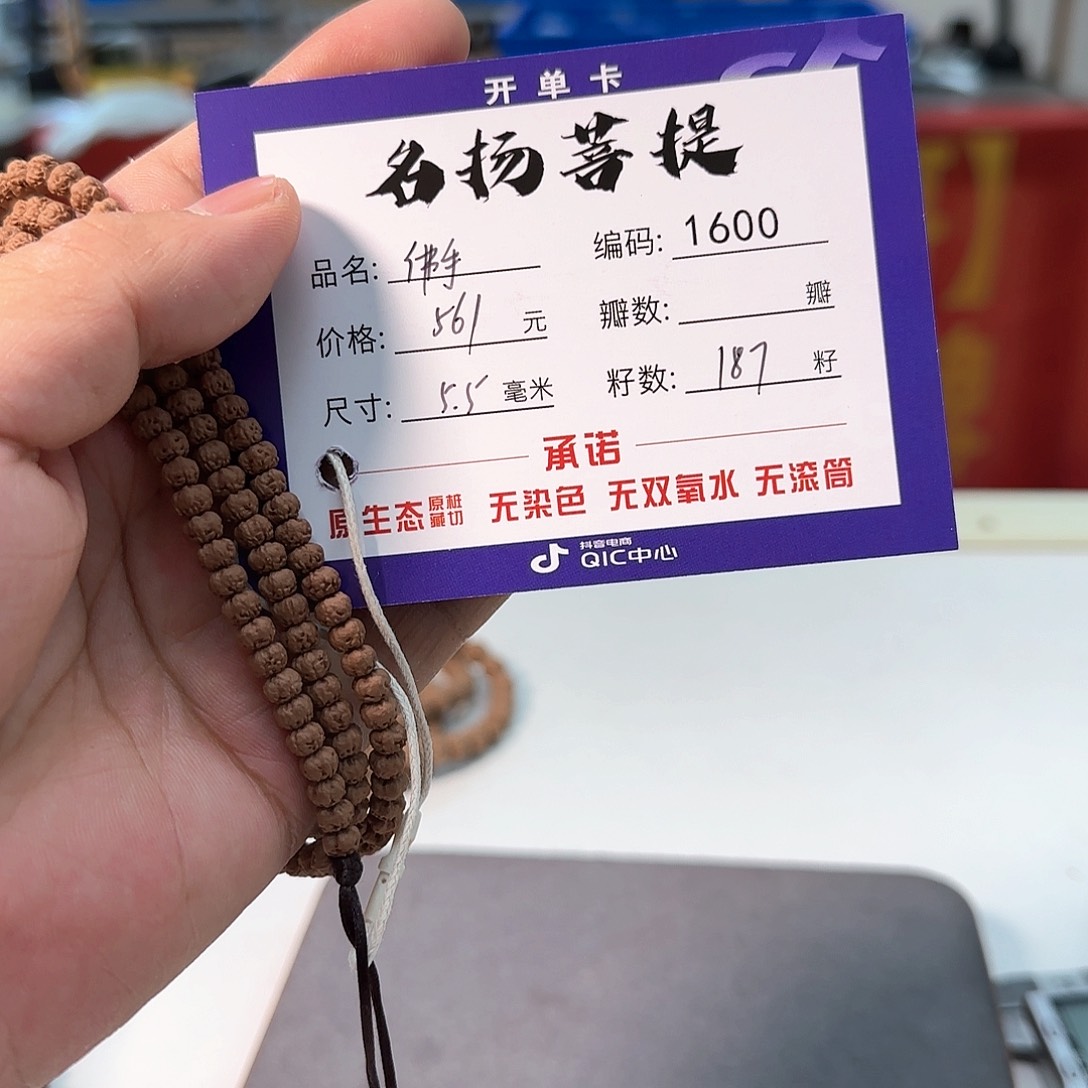 开单卡
名扬菩提
品名: 佛手 编码: 1600
价格: 561 元 瓣数: 瓣
尺寸: 5.5 毫米 籽数: 187 籽
承诺
原生态 原桩藏切 无染色 无双氧水 无滚筒
抖音电商
QIC中心